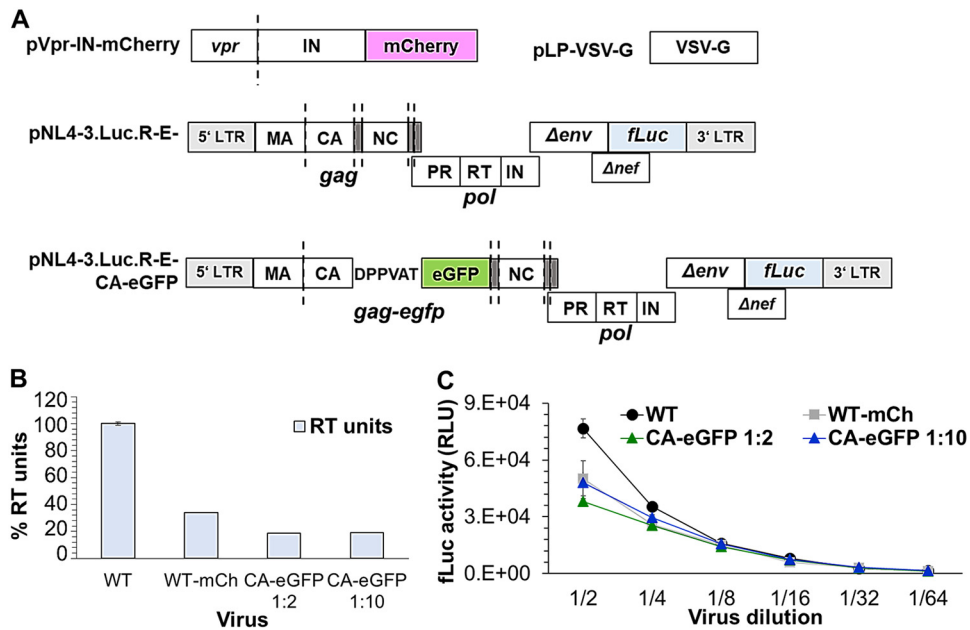 A
pVpr-IN-mCherry
vpr IN mCherry
pLP-VSV-G VSV-G
pNL4-3.Luc.R-E-
5‘ LTR MA CA NC
gag
PR RT IN
pol
Δenv fLuc 3‘ LTR
Δnef
pNL4-3.Luc.R-E-
CA-eGFP
5‘ LTR MA CA DPPVAT eGFP NC
gag-egfp
PR RT IN
pol
Δenv fLuc 3‘ LTR
Δnef
B
% RT units
120
100
80
60
40
20
0
RT units
WT WT-mCh CA-eGFP CA-eGFP
1:2 1:10
Virus
C
fLuc activity (RLU)
9.E+04
6.E+04
3.E+04
0.E+00
WT WT-mCh
CA-eGFP 1:2 CA-eGFP 1:10
1/2 1/4 1/8 1/16 1/32 1/64
Virus dilution